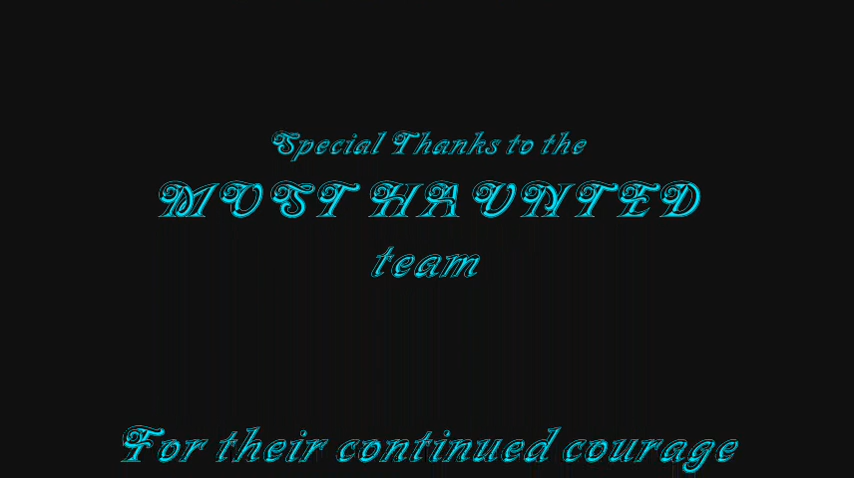 Special Thanks to the
MOST HAUNTED
team
For their continued courage